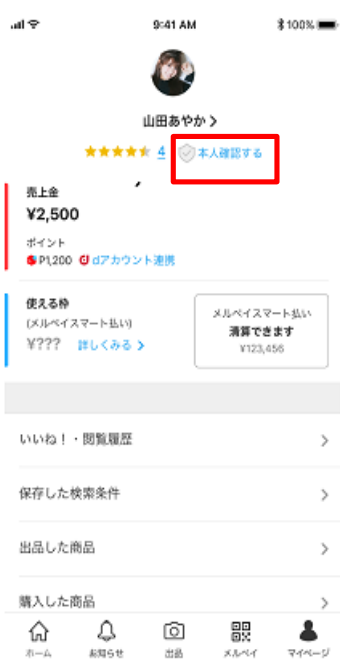 9:41 AM
100%
山田あやか
4
本人確認する
売上金
¥2,500
ポイント
P1,200 dアカウント連携
使える枠
(メルペイスマート払い)
¥??? 詳しくみる
メルペイスマート払い
清算できます
¥123,456
いいね！・閲覧履歴
保存した検索条件
出品した商品
購入した商品
ホーム お知らせ 出品 メルペイ マイページ